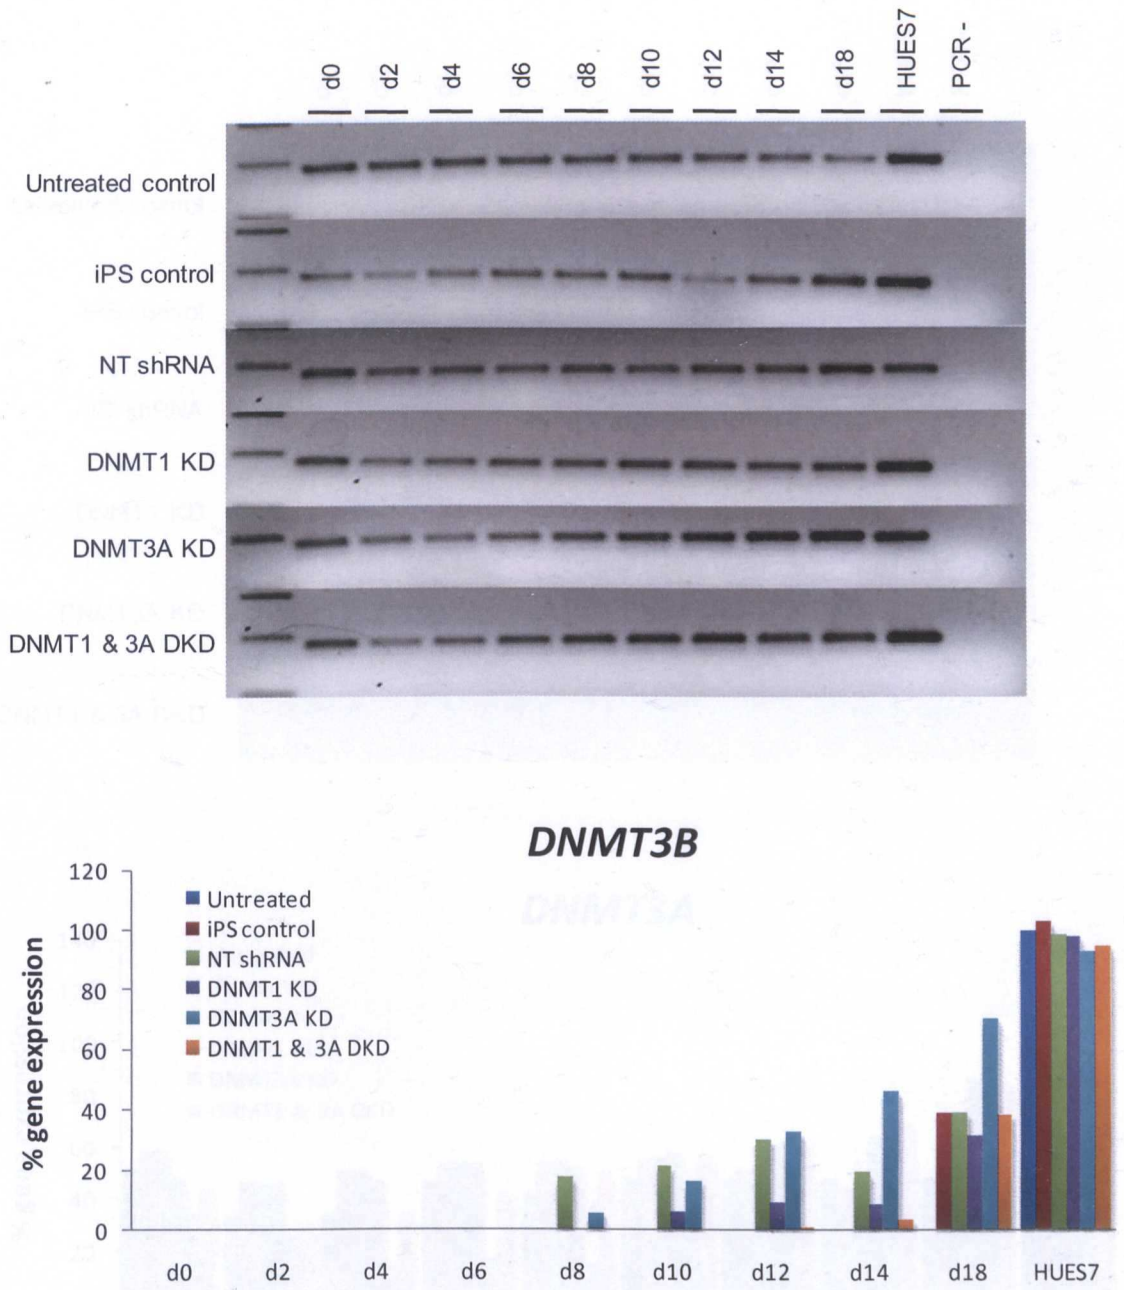 d0 d2 d4 d6 d8 d10 d12 d14 d18 HUES7 PCR -
Untreated control
iPS control
NT shRNA
DNMT1 KD
DNMT3A KD
DNMT1 & 3A DKD
DNMT3B
DNMT3A
120
100
80
60
40
20
0
% gene expression
Untreated
iPS control
NT shRNA
DNMT1 KD
DNMT3A KD
DNMT1 & 3A DKD
d0 d2 d4 d6 d8 d10 d12 d14 d18 HUES7